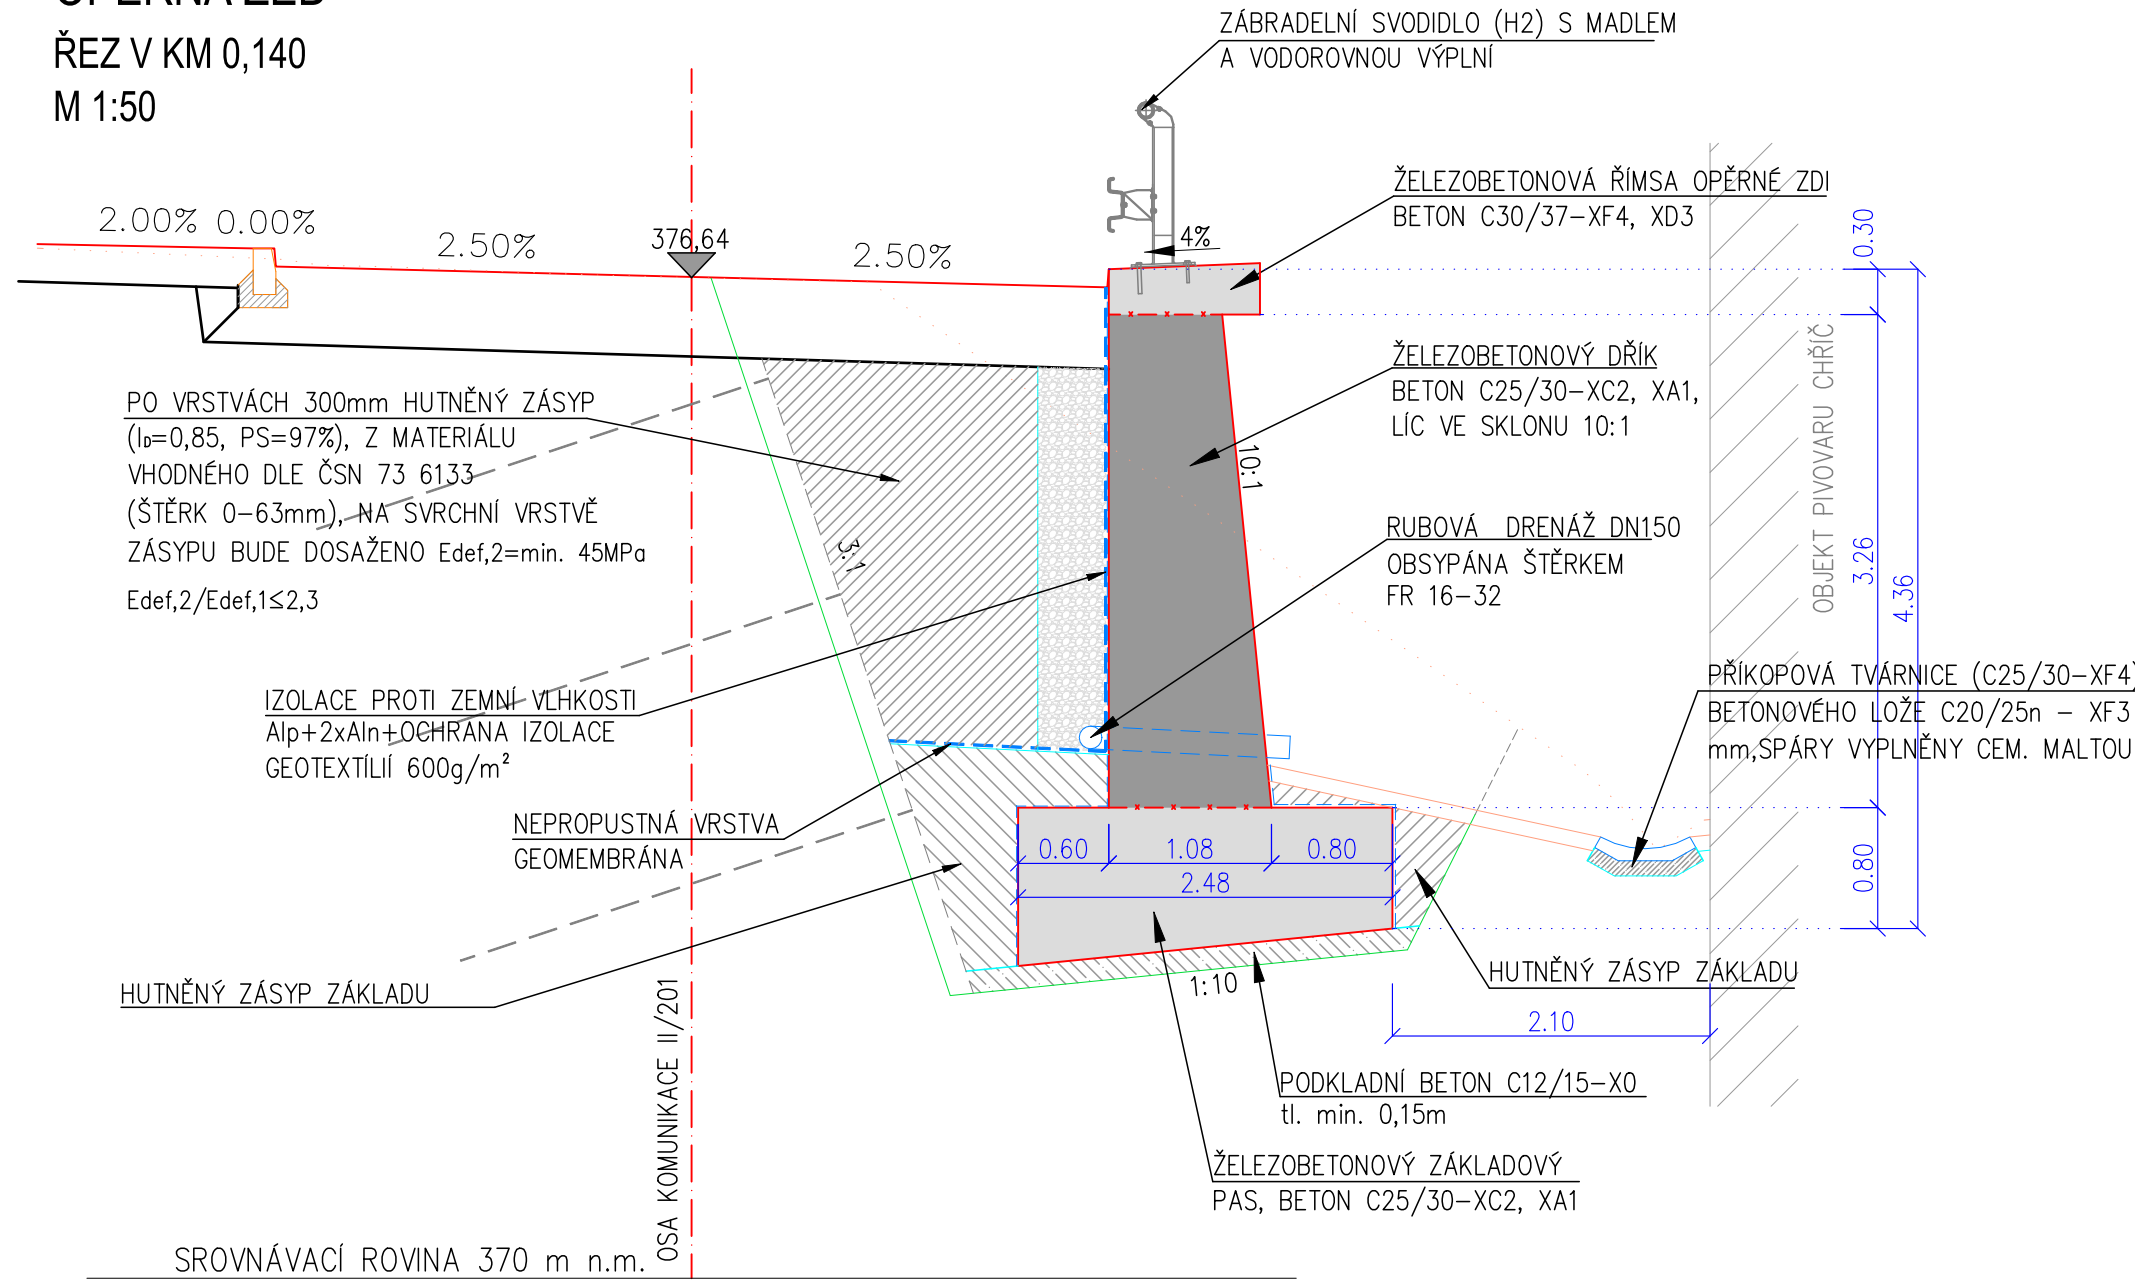 OPĚRNÁ ZEĎ
ŘEZ V KM 0,140
M 1:50
ZÁBRADELNÍ SVODIDLO (H2) S MADLEM
A VODOROVNOU VÝPLNÍ
2.00% 0.00%
2.50%
376,64
2.50%
4%
ŽELEZOBETONOVÁ ŘÍMSA OPĚRNÉ ZDI
BETON C30/37-XF4, XD3
0.30
ŽELEZOBETONOVÝ DŘÍK
BETON C25/30-XC2, XA1,
LÍC VE SKLONU 10:1
10:1
OBJEKT PIVOVARU CHŘÍČ
PO VRSTVÁCH 300mm HUTNĚNÝ ZÁSYP
(ID=0,85, PS=97%), Z MATERIÁLU
VHODNÉHO DLE ČSN 73 6133
(ŠTĚRK 0-63mm), NA SVRCHNÍ VRSTVĚ
ZÁSYPU BUDE DOSAŽENO Edef,2=min. 45MPa
Edef,2/Edef,1≤2,3
3:1
RUBOVÁ DRENÁŽ DN150
OBSYPÁNA ŠTĚRKEM
FR 16-32
3.26
4.36
IZOLACE PROTI ZEMNÍ VLHKOSTI
Alp+2xAln+OCHRANA IZOLACE
GEOTEXTÍLIÍ 600g/m²
PŘÍKOPOVÁ TVÁRNICE (C25/30-XF4)
BETONOVÉHO LOŽE C20/25n - XF3
mm,SPÁRY VYPLNĚNY CEM. MALTOU
NEPROPUSTNÁ VRSTVA
GEOMEMBRÁNA
0.60
1.08
0.80
2.48
0.80
HUTNĚNÝ ZÁSYP ZÁKLADU
HUTNĚNÝ ZÁSYP ZÁKLADU
1:10
2.10
OSA KOMUNIKACE II/201
PODKLADNÍ BETON C12/15-X0
tl. min. 0,15m
ŽELEZOBETONOVÝ ZÁKLADOVÝ
PAS, BETON C25/30-XC2, XA1
SROVNÁVACÍ ROVINA 370 m n.m.